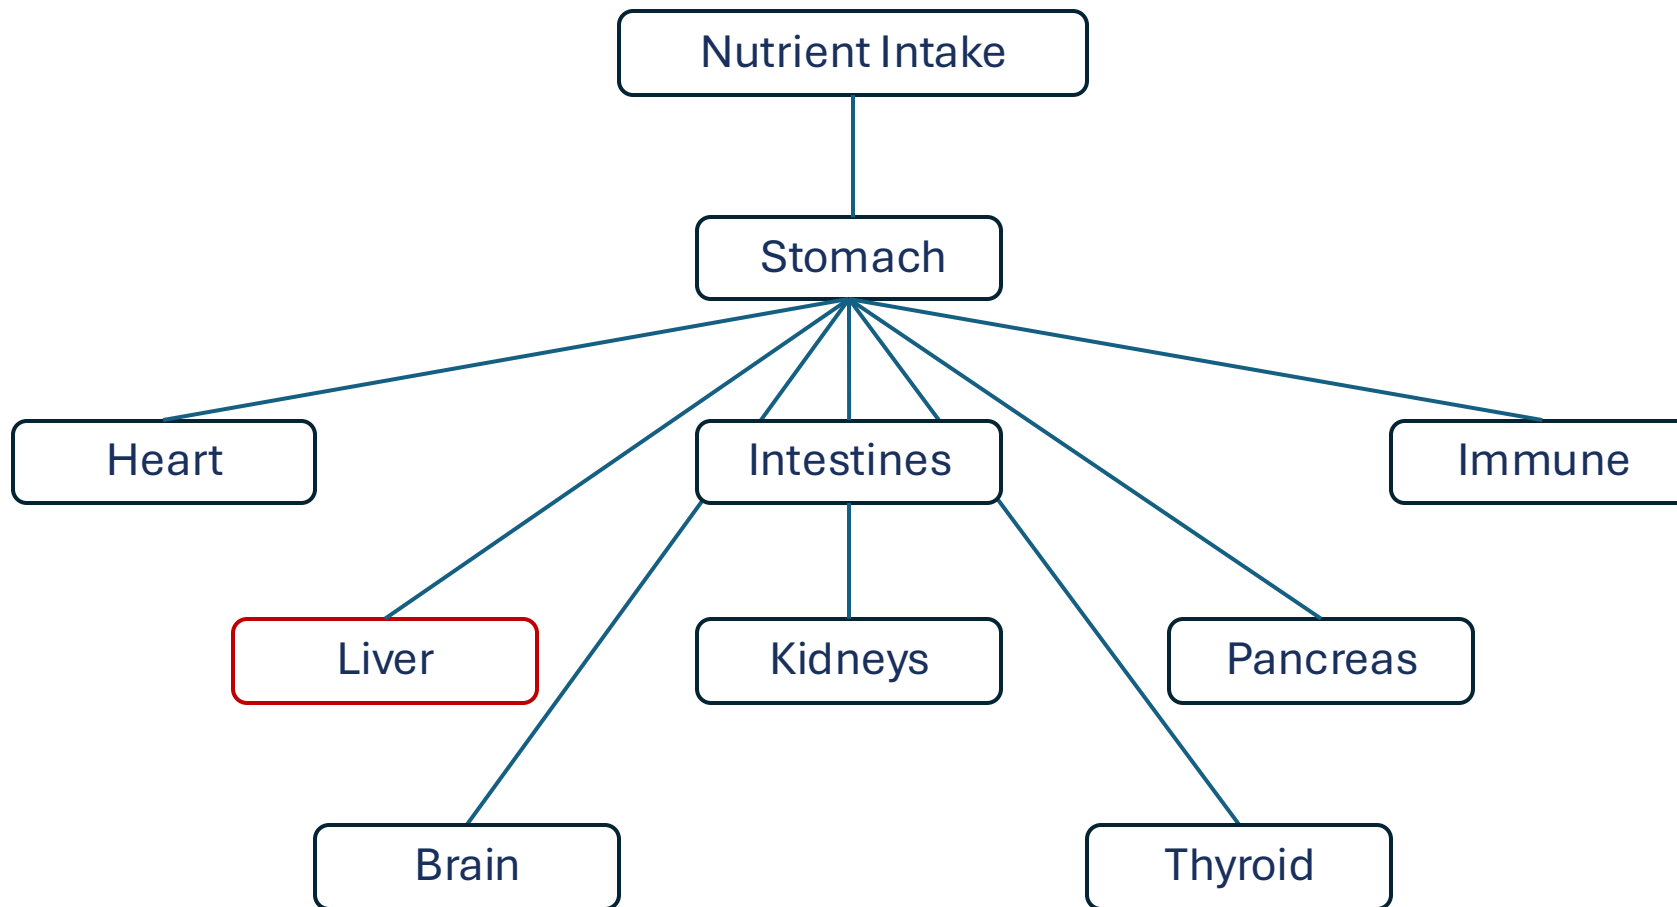 Nutrient Intake
Stomach
Heart
Intestines
Immune
Liver
Kidneys
Pancreas
Brain
Thyroid